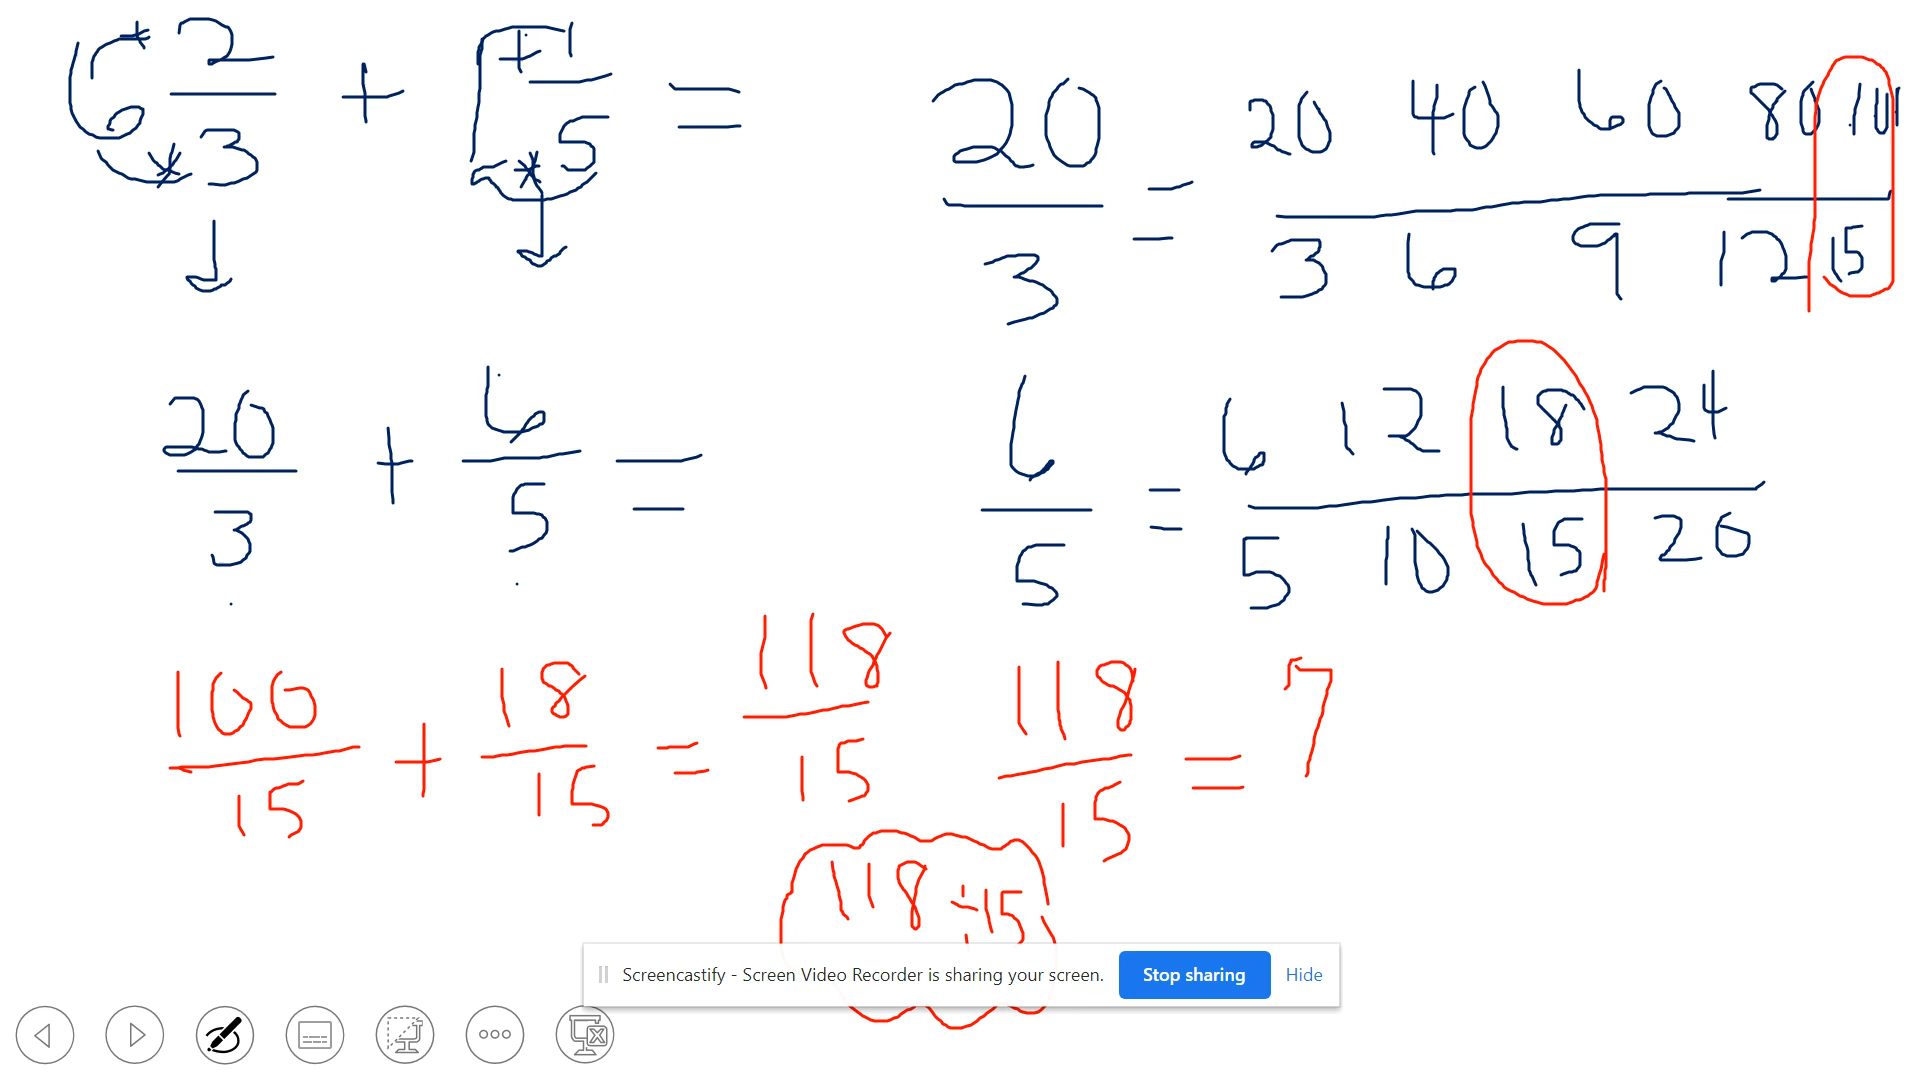 6 * 2/3 + 1/5 =
20/3 = 20 40 60 80 / 3 6 9 12 15
20/3 + 6/5 =
6/5 = 6 12 18 24 / 5 10 15 20
100/15 + 18/15 = 118/15
118/15 = 7
118 ÷ 15
Screencastify - Screen Video Recorder is sharing your screen. Stop sharing Hide